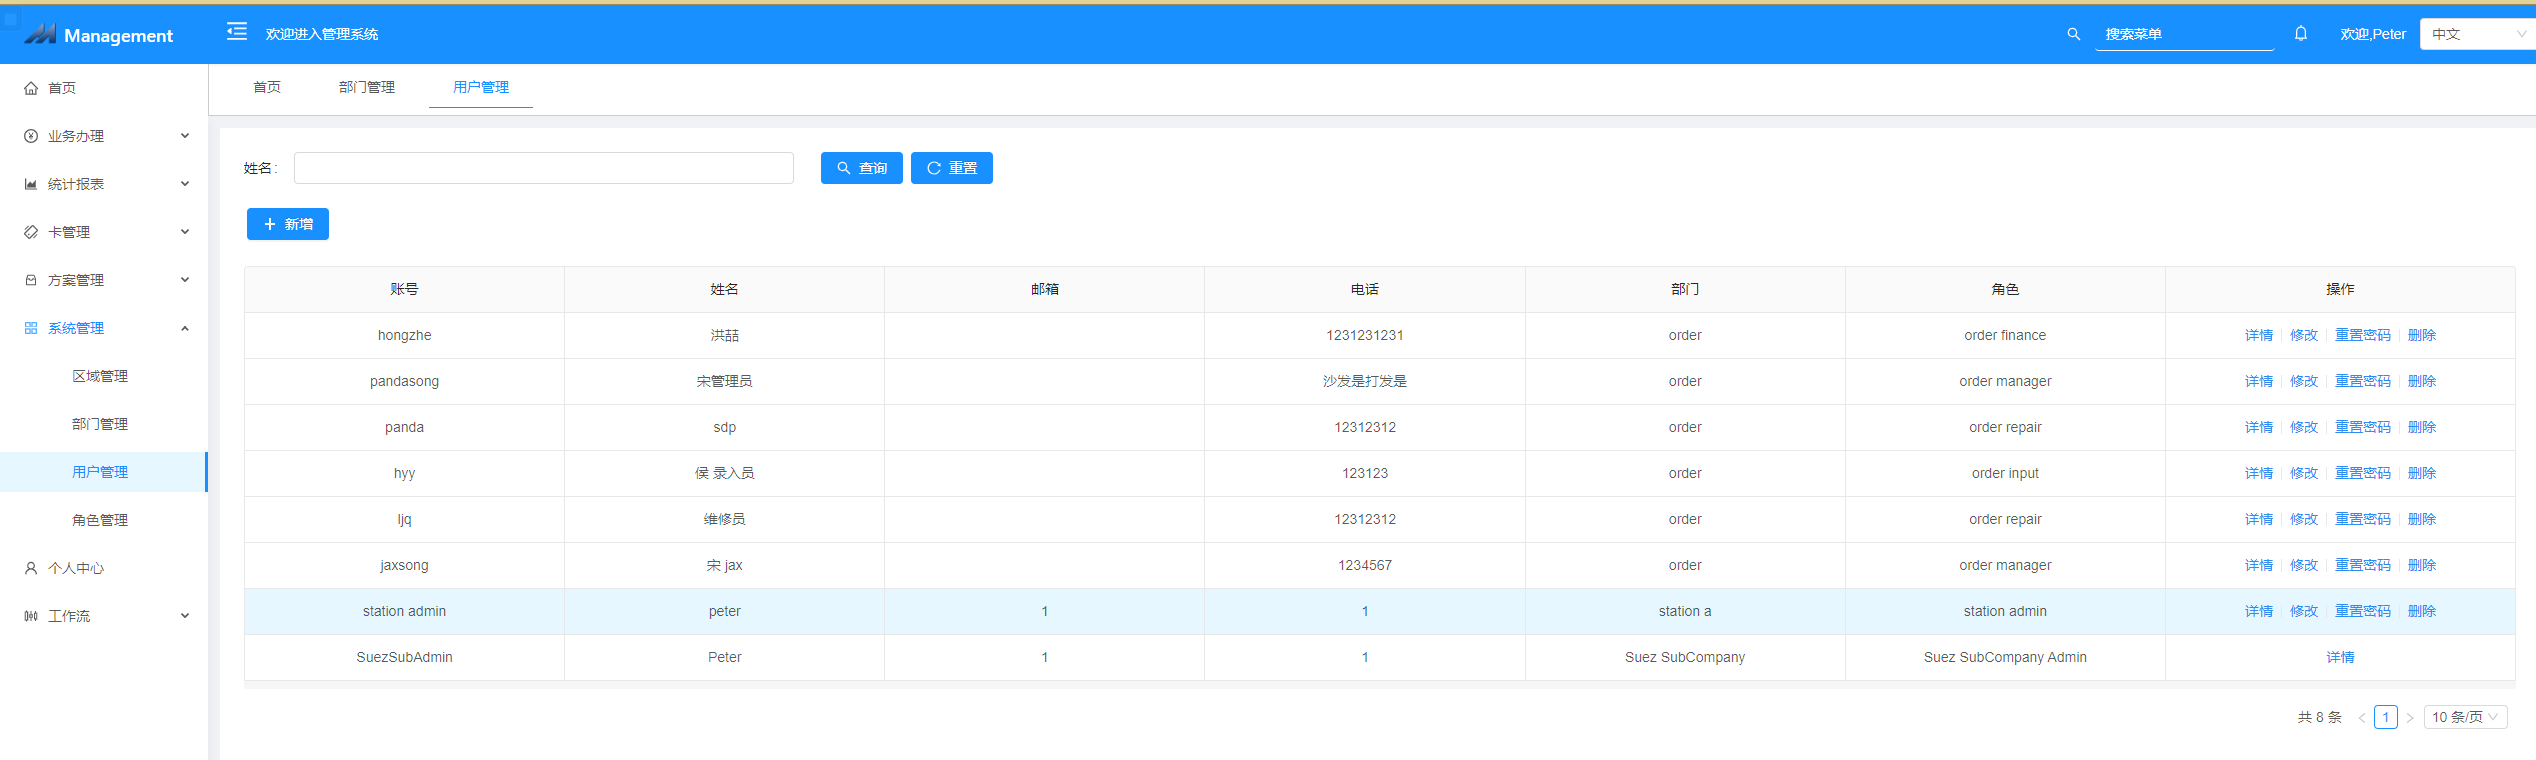 Management
欢迎进入管理系统
搜索菜单
欢迎,Peter
中文
首页
业务办理
统计报表
卡管理
方案管理
系统管理
区域管理
部门管理
用户管理
角色管理
个人中心
工作流
首页 部门管理 用户管理
姓名:
查询
重置
新增
账号 姓名 邮箱 电话 部门 角色 操作
hongzhe 洪喆 1231231231 order order finance 详情 修改 重置密码 删除
pandasong 宋管理员 沙发是打发是 order order manager 详情 修改 重置密码 删除
panda sdp 12312312 order order repair 详情 修改 重置密码 删除
hyy 侯 录入员 123123 order order input 详情 修改 重置密码 删除
ljq 维修员 12312312 order order repair 详情 修改 重置密码 删除
jaxsong 宋 jax 1234567 order order manager 详情 修改 重置密码 删除
station admin peter 1 1 station a station admin 详情 修改 重置密码 删除
SuezSubAdmin Peter 1 1 Suez SubCompany Suez SubCompany Admin 详情
共 8 条 < 1 > 10 条/页